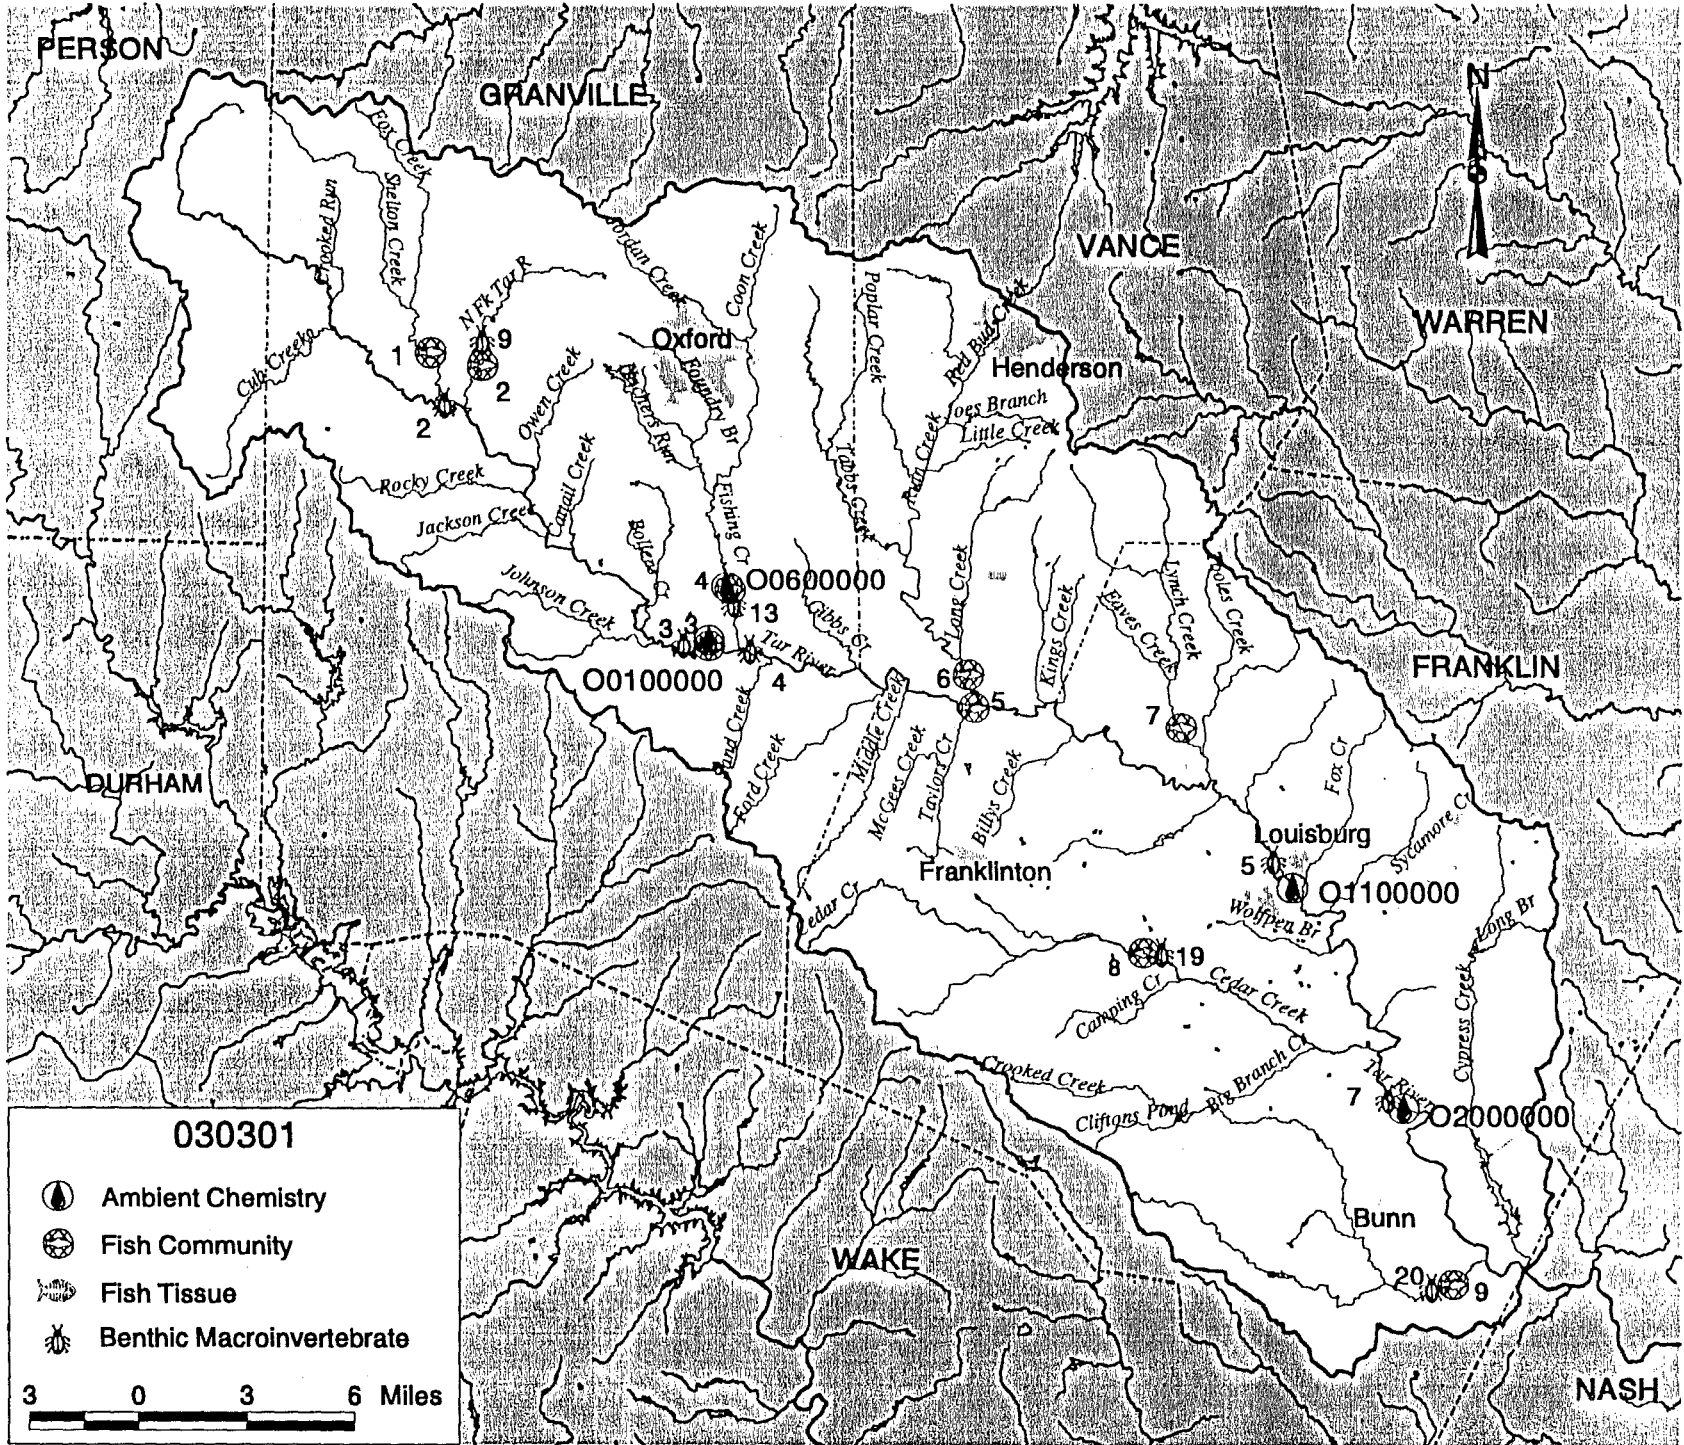 PERSON
GRANVILLE
N
Fox Creek
Crooked Run
Shelton Creek
Jordan Creek
Coon Creek
VANCE
N Fk Tar R
Poplar Creek
Red Bud Creek
WARREN
Cub Creek
1
9
2
2
Oxford
Henderson
Owen Creek
Foundry Br
Joes Branch
Little Creek
Rocky Creek
Cattail Creek
Tabbs Creek
Ruin Creek
Jackson Creek
Fishing Cr
Johnson Creek
4
O0600000
13
Gibbs Cr
Long Creek
Kings Creek
Eaves Creek
Lynch Creek
Tooles Creek
3
3
Tar River
4
O0100000
6
5
7
FRANKLIN
Sand Creek
Ford Creek
Middle Creek
McGees Creek
Tailors Cr
Billys Creek
Fox Cr
Sycamore Cr
DURHAM
Franklinton
Louisburg
5
O1100000
Cedar Cr
Wolfpen Br
Long Br
8
19
Camping Cr
Cedar Creek
Cypress Creek
Crooked Creek
Cliftons Pond
Big Branch Cr
Tar River
7
O2000000
WAKE
Bunn
20
9
NASH
030301
Ambient Chemistry
Fish Community
Fish Tissue
Benthic Macroinvertebrate
3 0 3 6 Miles